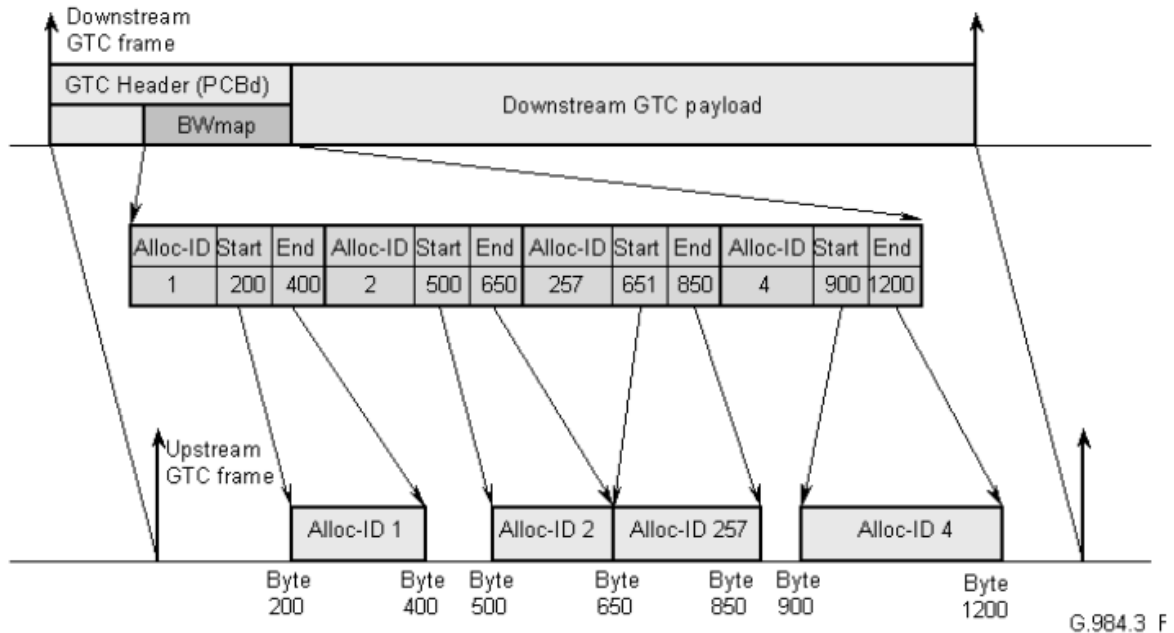 Downstream
GTC frame
GTC Header (PCBd)
Downstream GTC payload
BWmap
Alloc-ID Start End Alloc-ID Start End Alloc-ID Start End Alloc-ID Start End
1 200 400 2 500 650 257 651 850 4 900 1200
Upstream
GTC frame
Alloc-ID 1 Alloc-ID 2 Alloc-ID 257 Alloc-ID 4
Byte Byte Byte Byte Byte Byte Byte
200 400 500 650 850 900 1200
G.984.3 F